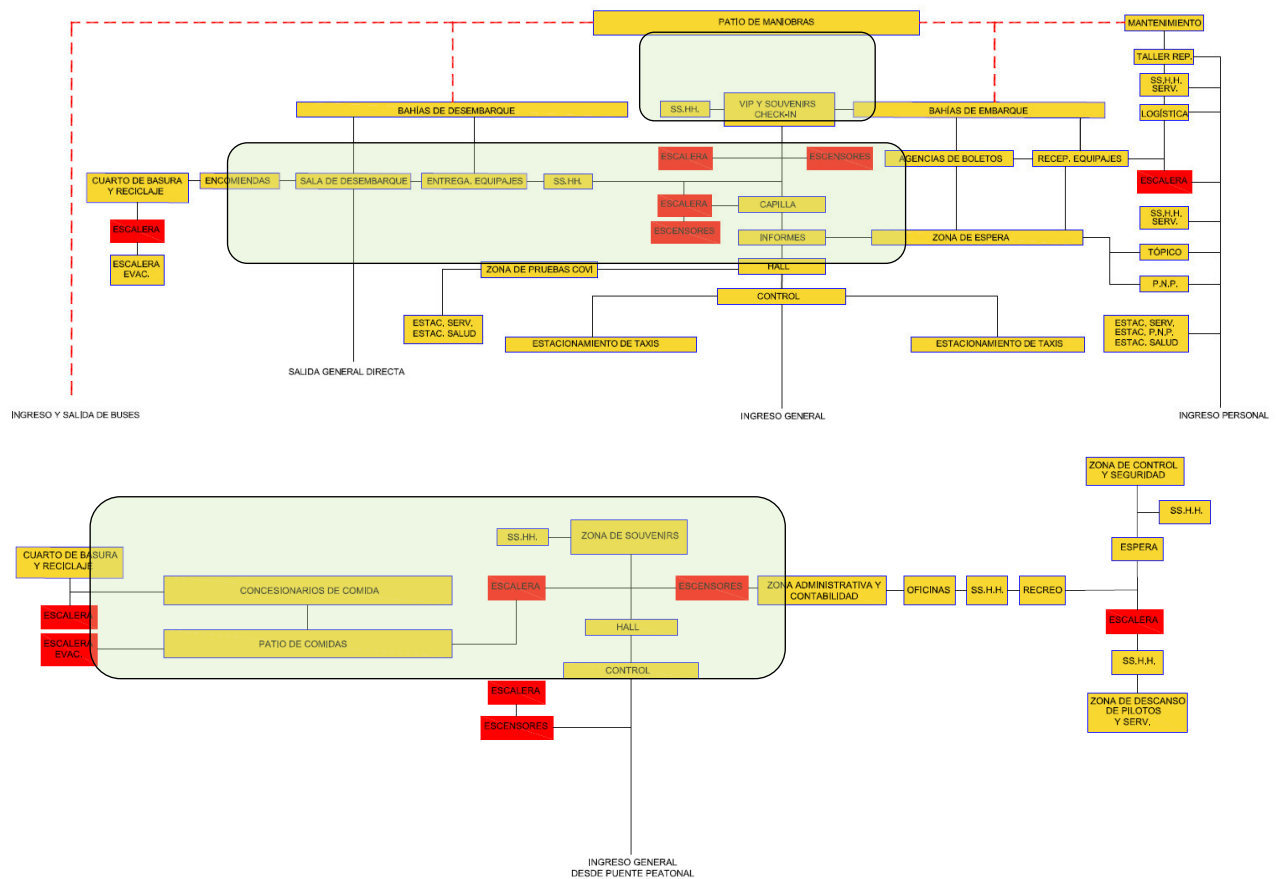 PATIO DE MANIOBRAS
MANTENIMIENTO
TALLER REP.
SS.H.H.
SERV.
LOGÍSTICA
BAHÍAS DE DESEMBARQUE
SS.HH.
VIP Y SOUVENIRS
CHECK-IN
BAHÍAS DE EMBARQUE
ESCALERA
ESCENSORES
AGENCIAS DE BOLETOS
RECEP. EQUIPAJES
CUARTO DE BASURA
Y RECICLAJE
ENCOMIENDAS
SALA DE DESEMBARQUE
ENTREGA. EQUIPAJES
SS.HH.
ESCALERA
ESCALERA
CAPILLA
SS.H.H.
SERV.
ESCALERA
ESCENSORES
INFORMES
ZONA DE ESPERA
TÓPICO
ESCALERA
EVAC.
ZONA DE PRUEBAS COVI
HALL
P.N.P.
CONTROL
ESTAC. SERV,
ESTAC. SALUD
ESTACIONAMIENTO DE TAXIS
ESTACIONAMIENTO DE TAXIS
ESTAC. SERV,
ESTAC. P.N.P,
ESTAC. SALUD
SALIDA GENERAL DIRECTA
INGRESO Y SALIDA DE BUSES
INGRESO GENERAL
INGRESO PERSONAL
ZONA DE CONTROL
Y SEGURIDAD
SS.H.H.
SS.HH.
ZONA DE SOUVENIRS
ESPERA
CUARTO DE BASURA
Y RECICLAJE
CONCESIONARIOS DE COMIDA
ESCALERA
ESCENSORES
ZONA ADMINISTRATIVA Y
CONTABILIDAD
OFICINAS
SS.H.H.
RECREO
ESCALERA
HALL
ESCALERA
ESCALERA
EVAC.
PATIO DE COMIDAS
SS.H.H.
CONTROL
ESCALERA
ESCENSORES
ZONA DE DESCANSO
DE PILOTOS
Y SERV.
INGRESO GENERAL
DESDE PUENTE PEATONAL